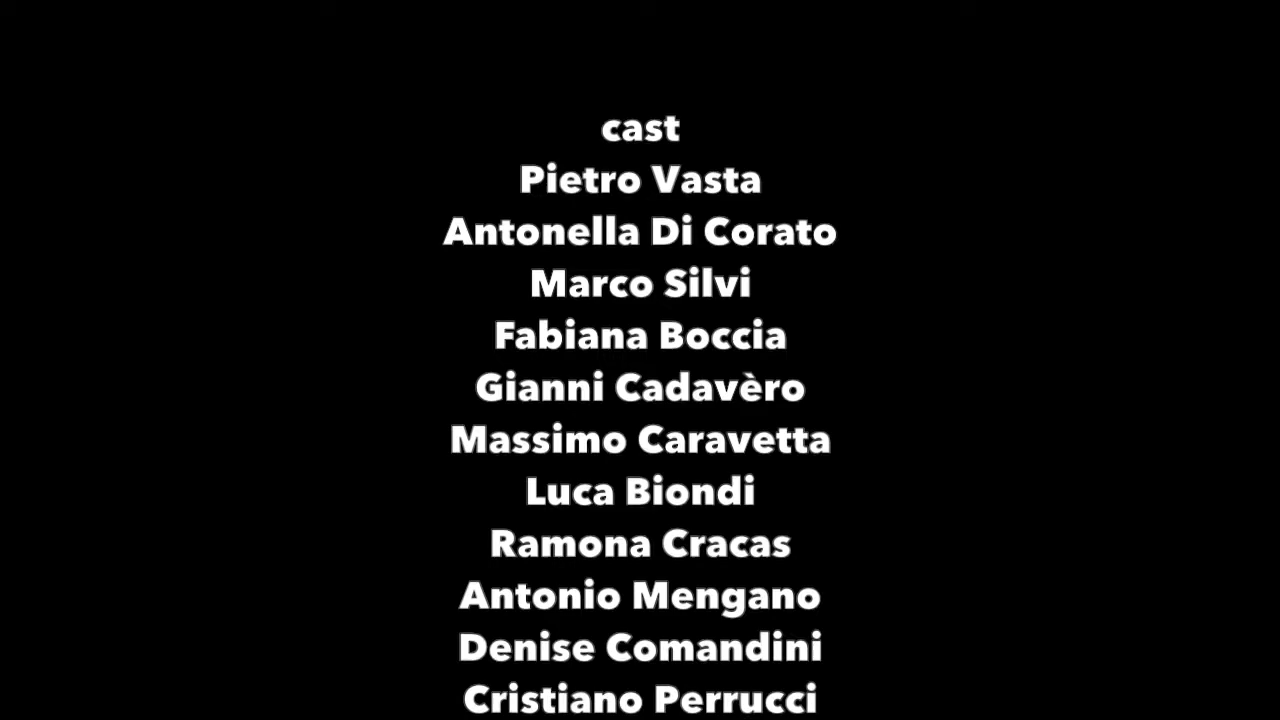 cast
Pietro Vasta
Antonella Di Corato
Marco Silvi
Fabiana Boccia
Gianni Cadavèro
Massimo Caravetta
Luca Biondi
Ramona Cracas
Antonio Mengano
Denise Comandini
Cristiano Perrucci